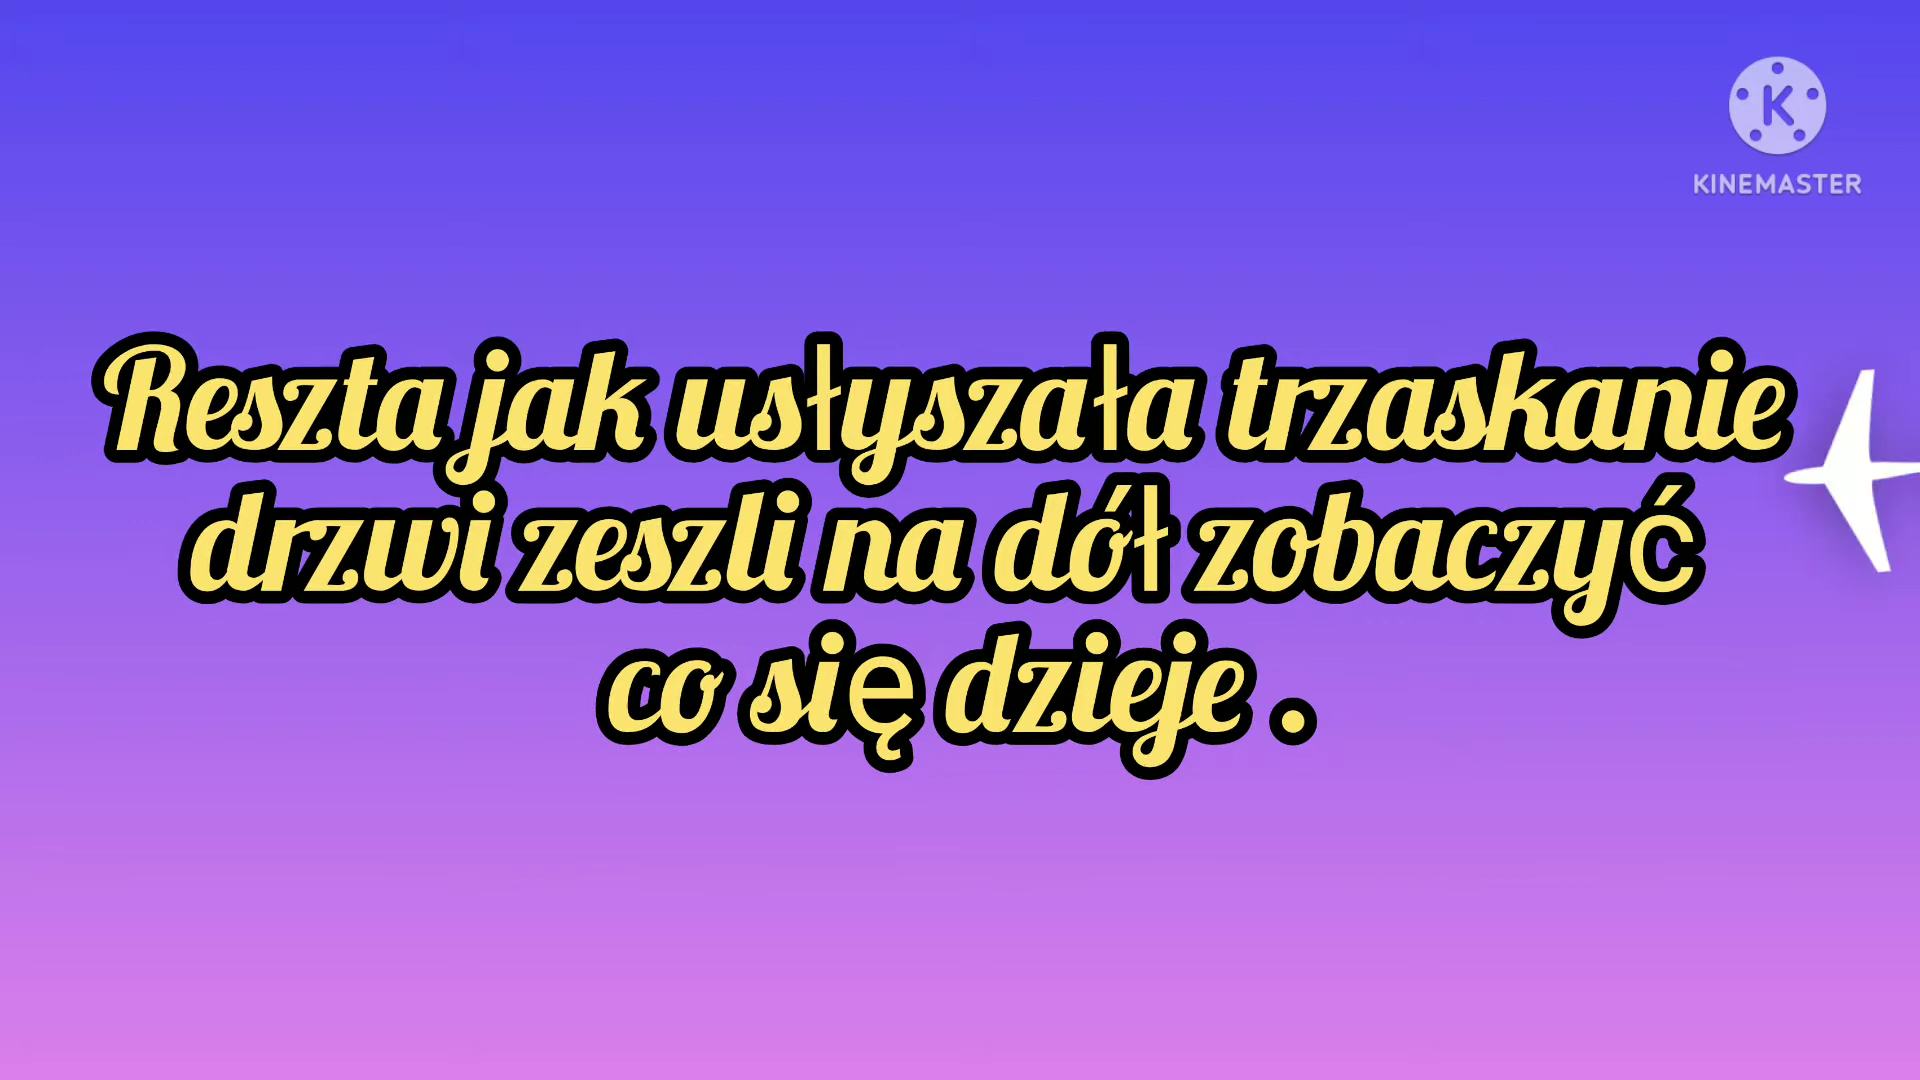 K
KINEMASTER
Reszta jak usłyszała trzaskanie
drzwi zeszli na dół zobaczyć
co się dzieje .